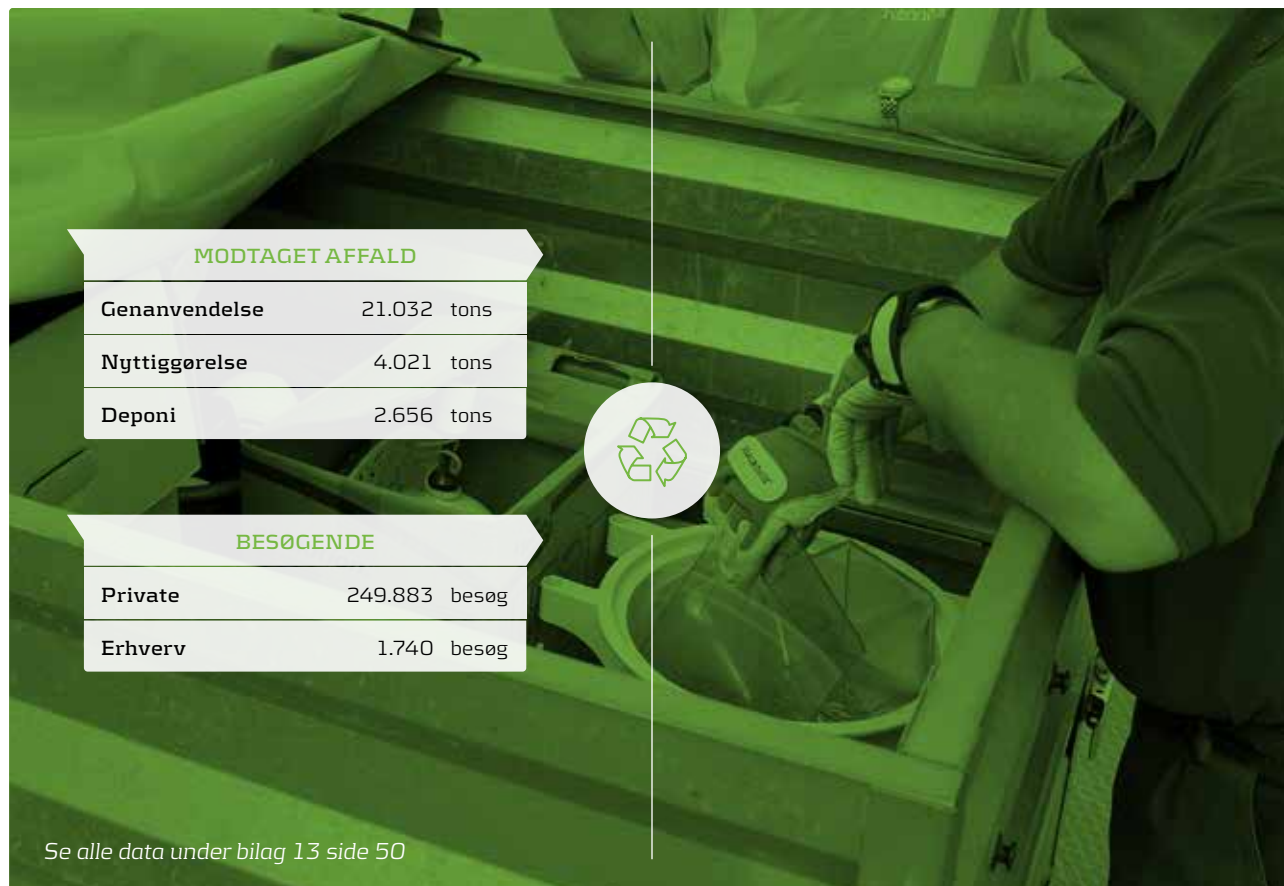 MODTAGET AFFALD
Genanvendelse 21.032 tons
Nyttiggørelse 4.021 tons
Deponi 2.656 tons
BESØGENDE
Private 249.883 besøg
Erhverv 1.740 besøg
Se alle data under bilag 13 side 50